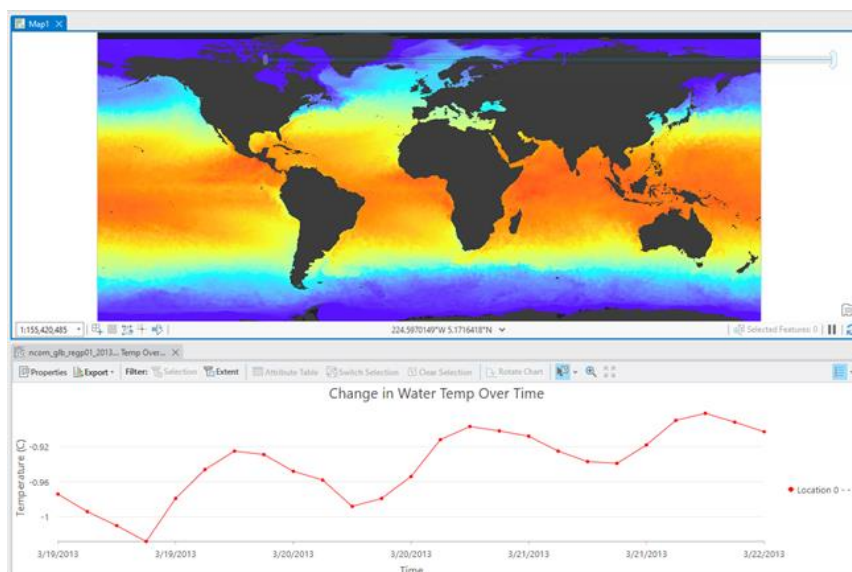 Map1
1:155,420,485
224.5970149°W 5.1716418°N
Selected Features: 0
ncom_glb_regp01_2013... Temp Over...
Properties Export Filter: Selection Extent Attribute Table Switch Selection Clear Selection Rotate Chart
Change in Water Temp Over Time
Temperature (C)
-0.92
-0.96
-1
3/19/2013 3/19/2013 3/20/2013 3/20/2013 3/21/2013 3/21/2013 3/22/2013
Time
Location 0